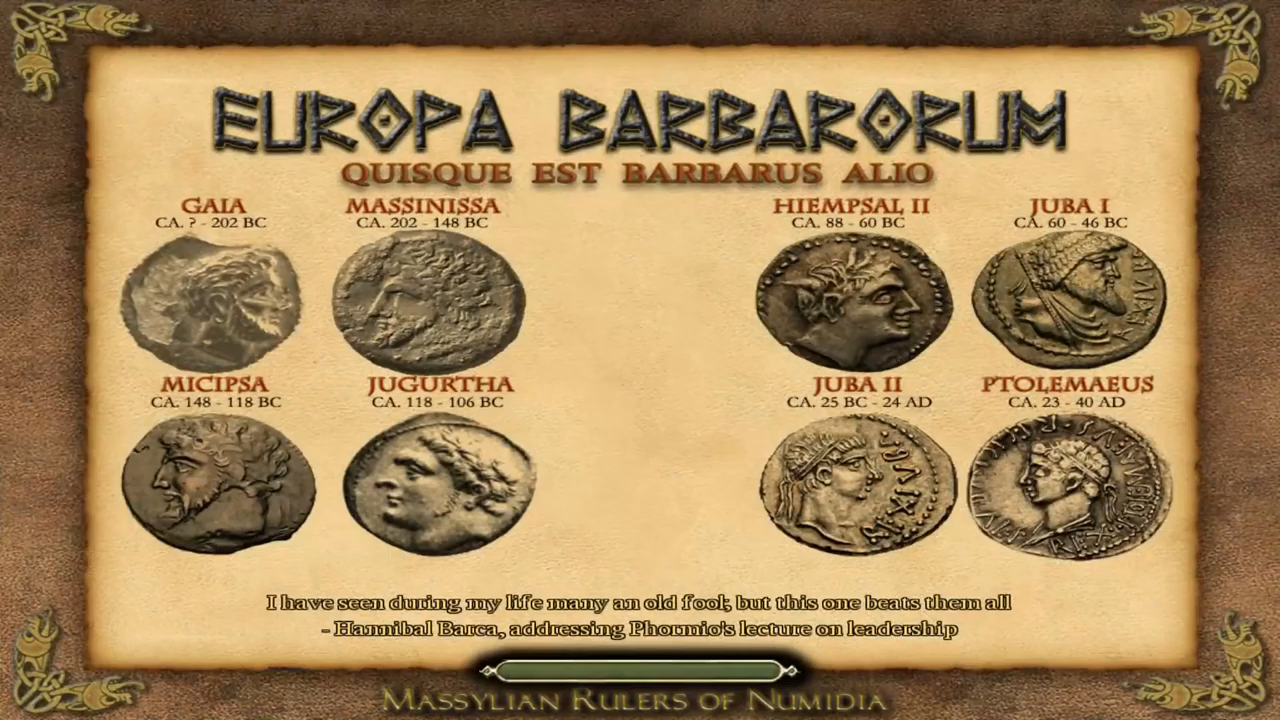 EUROPA BARBARORUM
QUISQUE EST BARBARUS ALIO
GAIA
CA. ? - 202 BC
MASSINISSA
CA. 202 - 148 BC
HIEMPSAL II
CA. 88 - 60 BC
JUBA I
CA. 60 - 46 BC
MICIPSA
CA. 148 - 118 BC
JUGURTHA
CA. 118 - 106 BC
JUBA II
CA. 25 BC - 24 AD
PTOLEMAEUS
CA. 23 - 40 AD
REX
I have seen during my life many an old fool; but this one beats them all
- Hannibal Barca, addressing Phormio's lecture on leadership
MASSYLIAN RULERS OF NUMIDIA